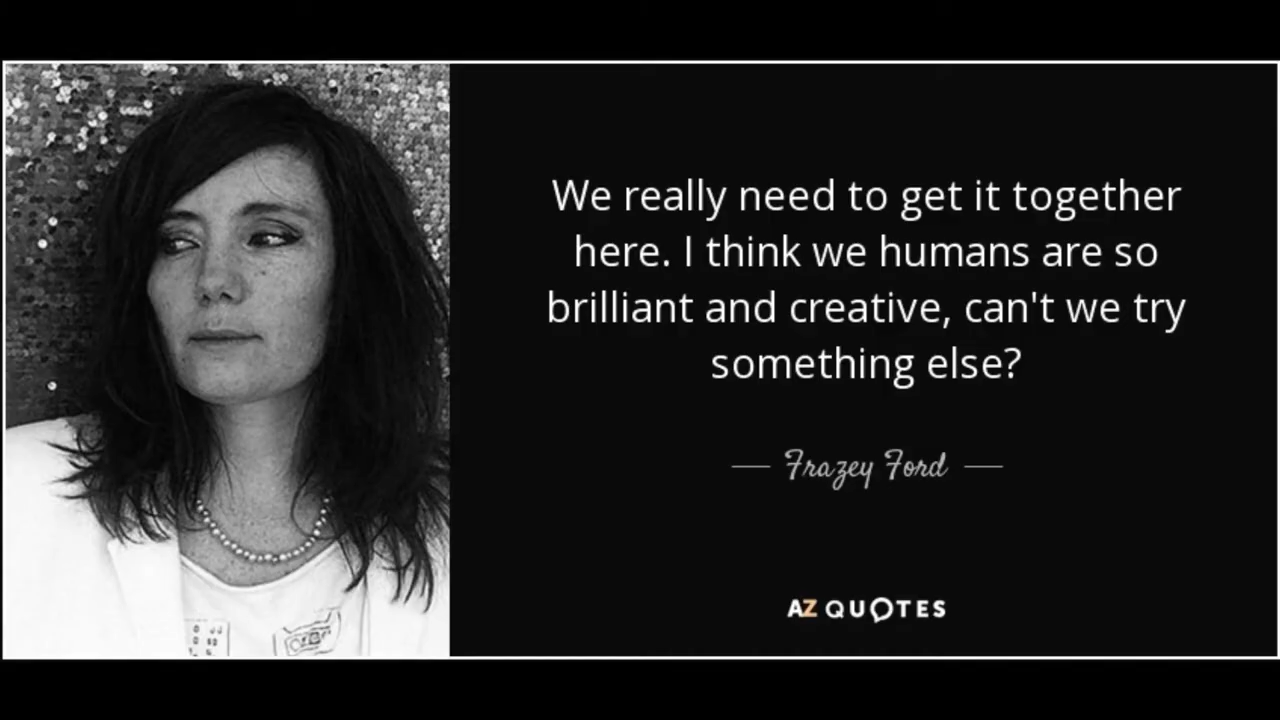 We really need to get it together
here. I think we humans are so
brilliant and creative, can't we try
something else?
Frazey Ford
AZ QUOTES